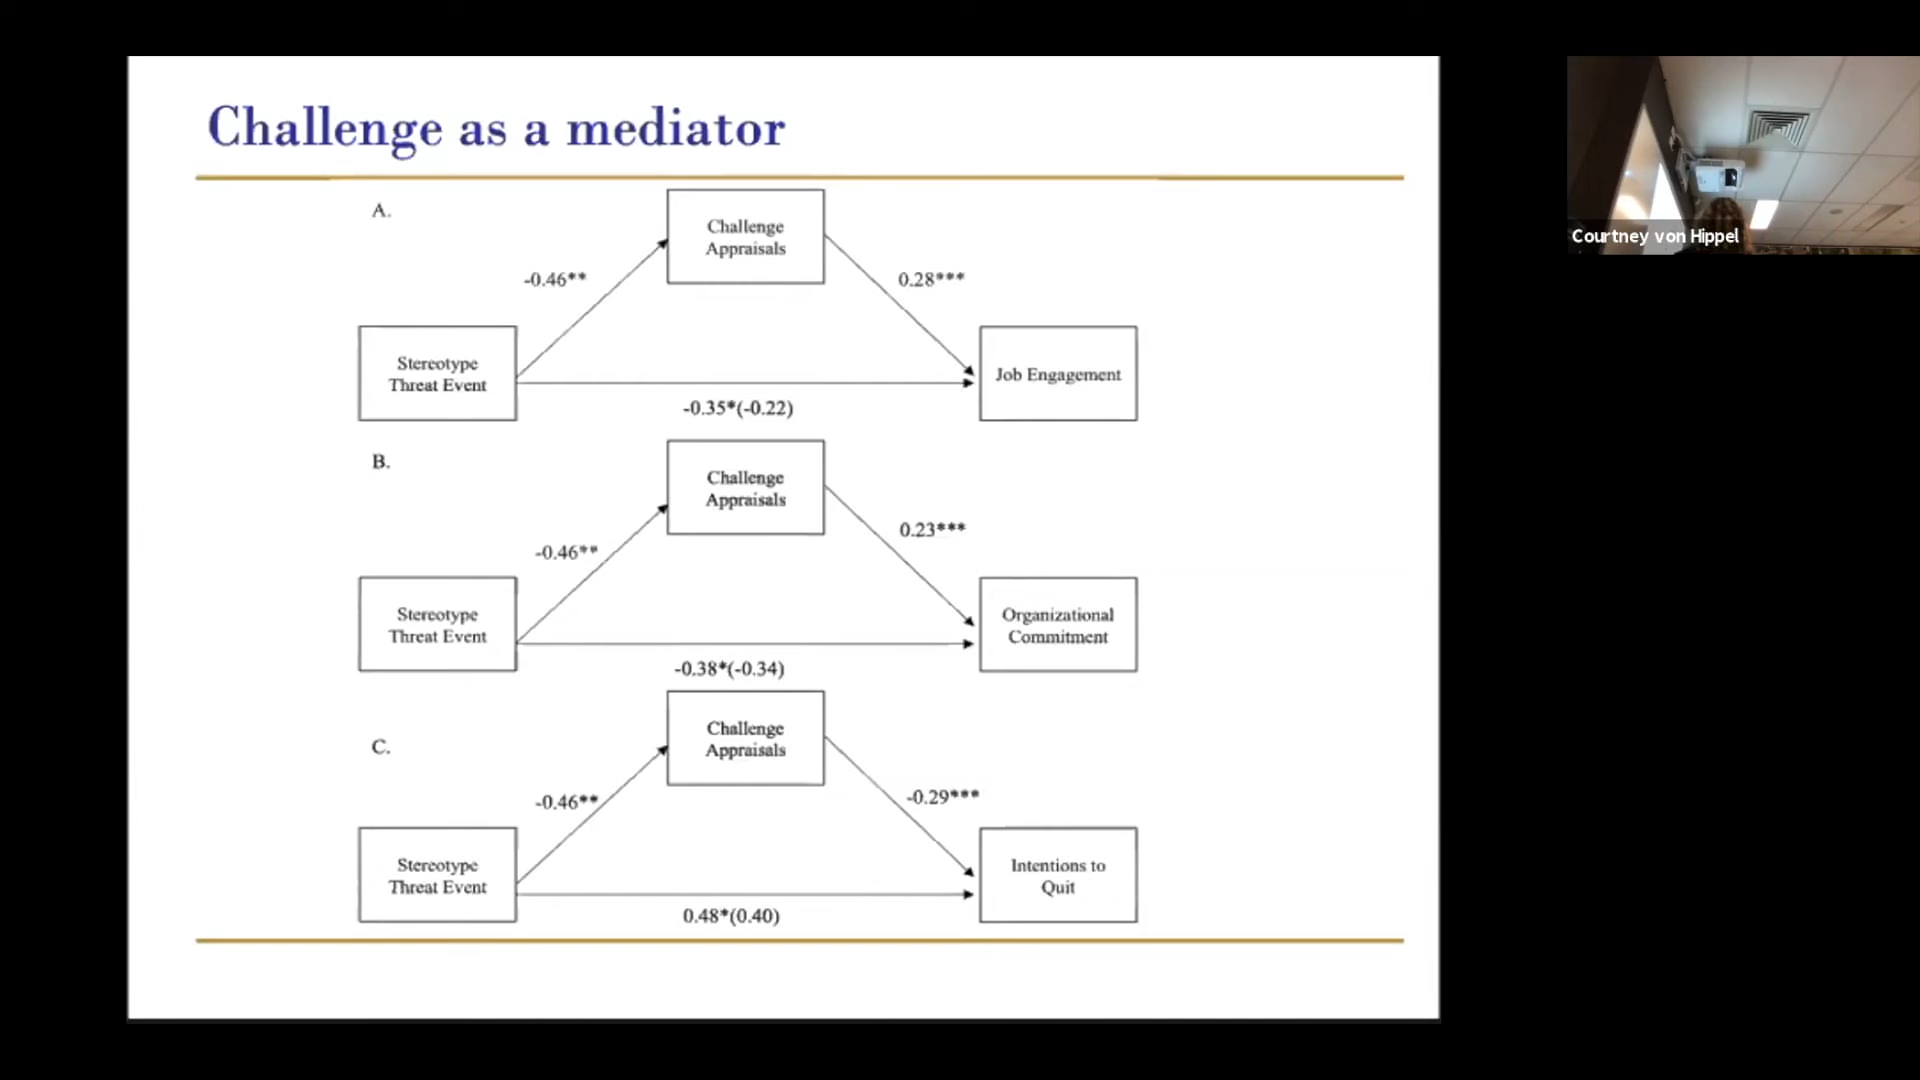 Challenge as a mediator
A.
Challenge
Appraisals
-0.46**
0.28***
Stereotype
Threat Event
Job Engagement
-0.35*(-0.22)
B.
Challenge
Appraisals
-0.46**
0.23***
Stereotype
Threat Event
Organizational
Commitment
-0.38*(-0.34)
C.
Challenge
Appraisals
-0.46**
-0.29***
Stereotype
Threat Event
Intentions to
Quit
0.48*(0.40)
Courtney von Hippel